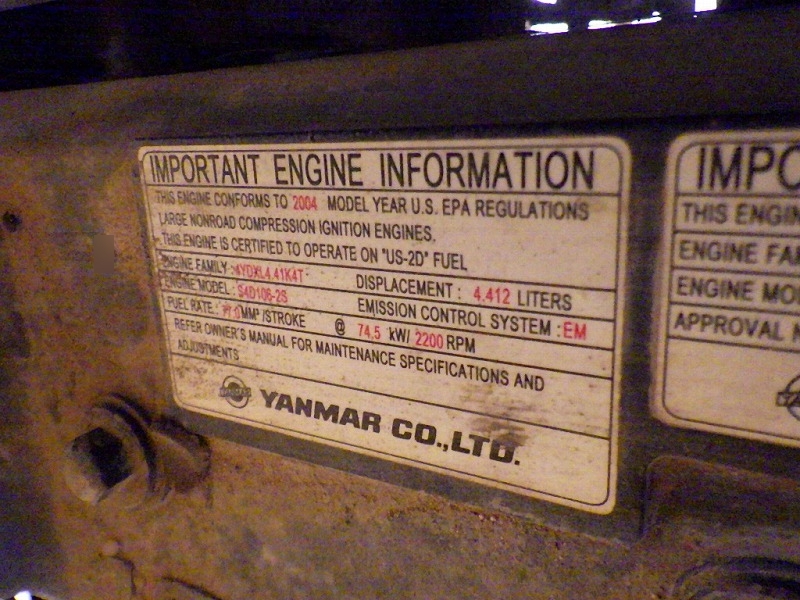 IMPORTANT ENGINE INFORMATION
THIS ENGINE CONFORMS TO 2004 MODEL YEAR U.S. EPA REGULATIONS
LARGE NONROAD COMPRESSION IGNITION ENGINES.
THIS ENGINE IS CERTIFIED TO OPERATE ON "US-2D" FUEL
ENGINE FAMILY : 4YDXL4.41K4T DISPLACEMENT : 4.412 LITERS
ENGINE MODEL : S4D106-2S EMISSION CONTROL SYSTEM : EM
FUEL RATE : MM³/STROKE @ 74.5 kW/ 2200 RPM
REFER OWNER'S MANUAL FOR MAINTENANCE SPECIFICATIONS AND
ADJUSTMENTS
YANMAR YANMAR CO.,LTD.
IMPO
THIS ENGIN
ENGINE FA
ENGINE MO
APPROVAL